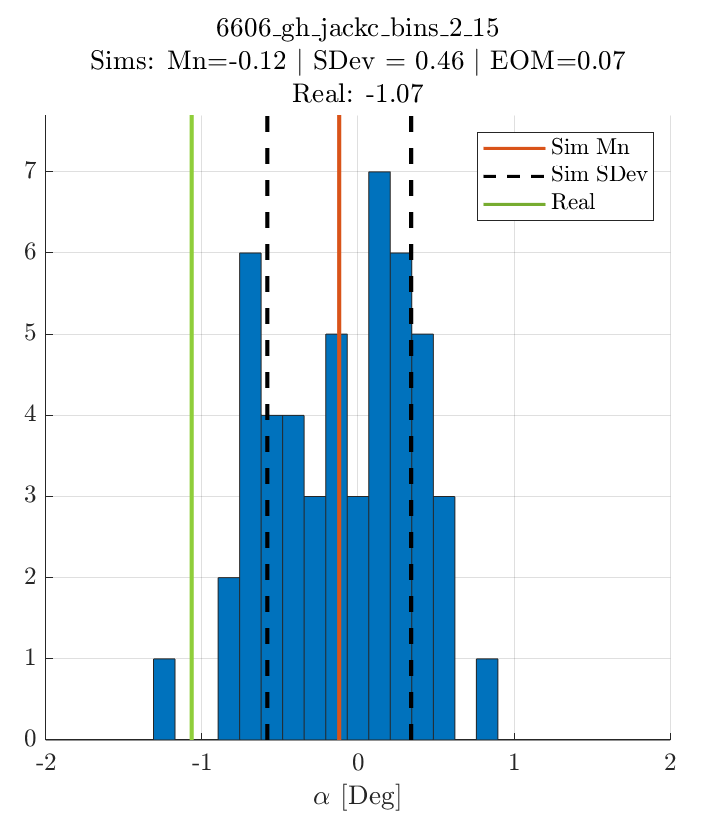 6606_gh_jackc_bins_2_15
Sims: Mn=-0.12 | SDev = 0.46 | EOM=0.07
Real: -1.07
Sim Mn
Sim SDev
Real
7
6
5
4
3
2
1
0
-2 -1 0 1 2
α [Deg]